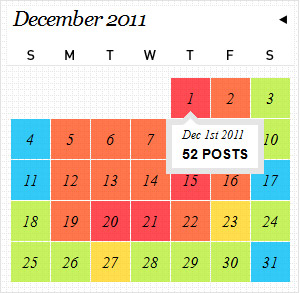 December 2011 ◄
S M T W T F S
1 2 3
4 5 6 7 10
Dec 1st 2011
52 POSTS
11 12 13 14 15 16 17
18 19 20 21 22 23 24
25 26 27 28 29 30 31